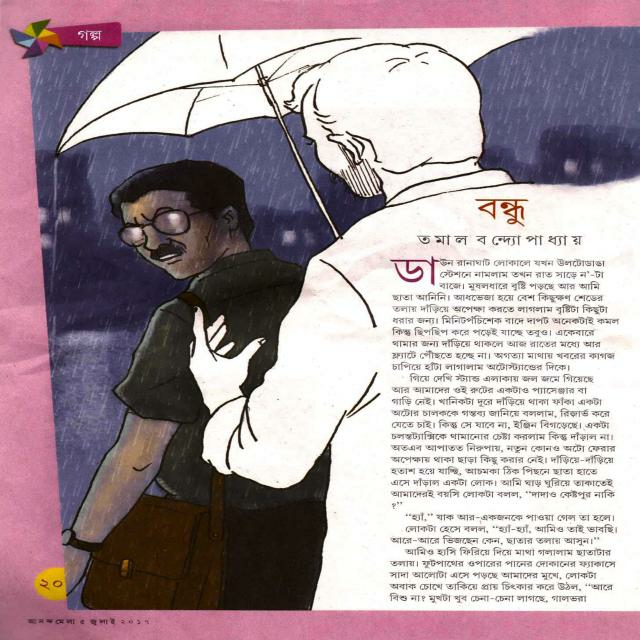 গল্প
বন্ধু
তমাল বন্দ্যোপাধ্যায়
ডাউন রানাঘাট লোকালে যখন উলটোডাঙা
স্টেশনে নামলাম তখন রাত সাড়ে ন’-টা
বাজে। মুষলধারে বৃষ্টি পড়ছে আর আমি
ছাতা আনিনি। আধভেজা হয়ে বেশ কিছুক্ষণ শেডের
তলায় দাঁড়িয়ে অপেক্ষা করতে লাগলাম বৃষ্টিটা কিছুটা
ধরার জন্য। মিনিটপঁচিশেক বাদে দাপট অনেকটাই কমল
কিন্তু ছিপছিপ করে পড়েই যাচ্ছে তবুও। একেবারে
থামার জন্য দাঁড়িয়ে থাকলে আজ রাতের মধ্যে আর
ফ্ল্যাটে পৌঁছতে হচ্ছে না। অগত্যা মাথায় খবরের কাগজ
চাপিয়ে হাঁটা লাগালাম অটোস্ট্যান্ডের দিকে।
গিয়ে দেখি স্ট্যান্ড এলাকায় জল জমে গিয়েছে
আর আমাদের ওই রুটের একটাও প্যাসেঞ্জার বা
গাড়ি নেই। খানিকটা দূরে দাঁড়িয়ে থাকা ফাঁকা একটা
অটোর চালককে গন্তব্য জানিয়ে বললাম, রিজ়ার্ভ করে
যেতে চাই। কিন্তু সে যাবে না, ইঞ্জিন বিগড়েছে। একটা
চলন্তট্যাক্সিকে থামানোর চেষ্টা করলাম কিন্তু দাঁড়াল না।
অতএব আপাতত নিরুপায়, নতুন কোনও অটো ফেরার
অপেক্ষায় থাকা ছাড়া কিছু করার নেই। দাঁড়িয়ে-দাঁড়িয়ে
হতাশ হয়ে যাচ্ছি, আচমকা ঠিক পিছনে ছাতা হাতে
এসে দাঁড়াল একটা লোক। আমি ঘাড় ঘুরিয়ে তাকাতেই
আমাদেরই বয়সি লোকটা বলল, “দাদাও কেষ্টপুর নাকি
?”
“হ্যাঁ,” যাক আর-একজনকে পাওয়া গেল তা হলে।
লোকটা হেসে বলল, “হ্যাঁ-হ্যাঁ, আমিও তাই ভাবছি।
আরে-আরে ভিজছেন কেন, ছাতার তলায় আসুন।”
আমিও হাসি ফিরিয়ে দিয়ে মাথা গলালাম ছাতাটার
তলায়। ফুটপাথের ওপারের পানের দোকানের ফ্যাকাসে
সাদা আলোটা এসে পড়ছে আমাদের মুখে, লোকটা
অবাক চোখে তাকিয়ে প্রায় চিৎকার করে উঠল, “আরে
বিশু না! মুখটা খুব চেনা-চেনা লাগছে, গালভরা
২০
আনন্দমেলা ৫ জুলাই ২০১৭